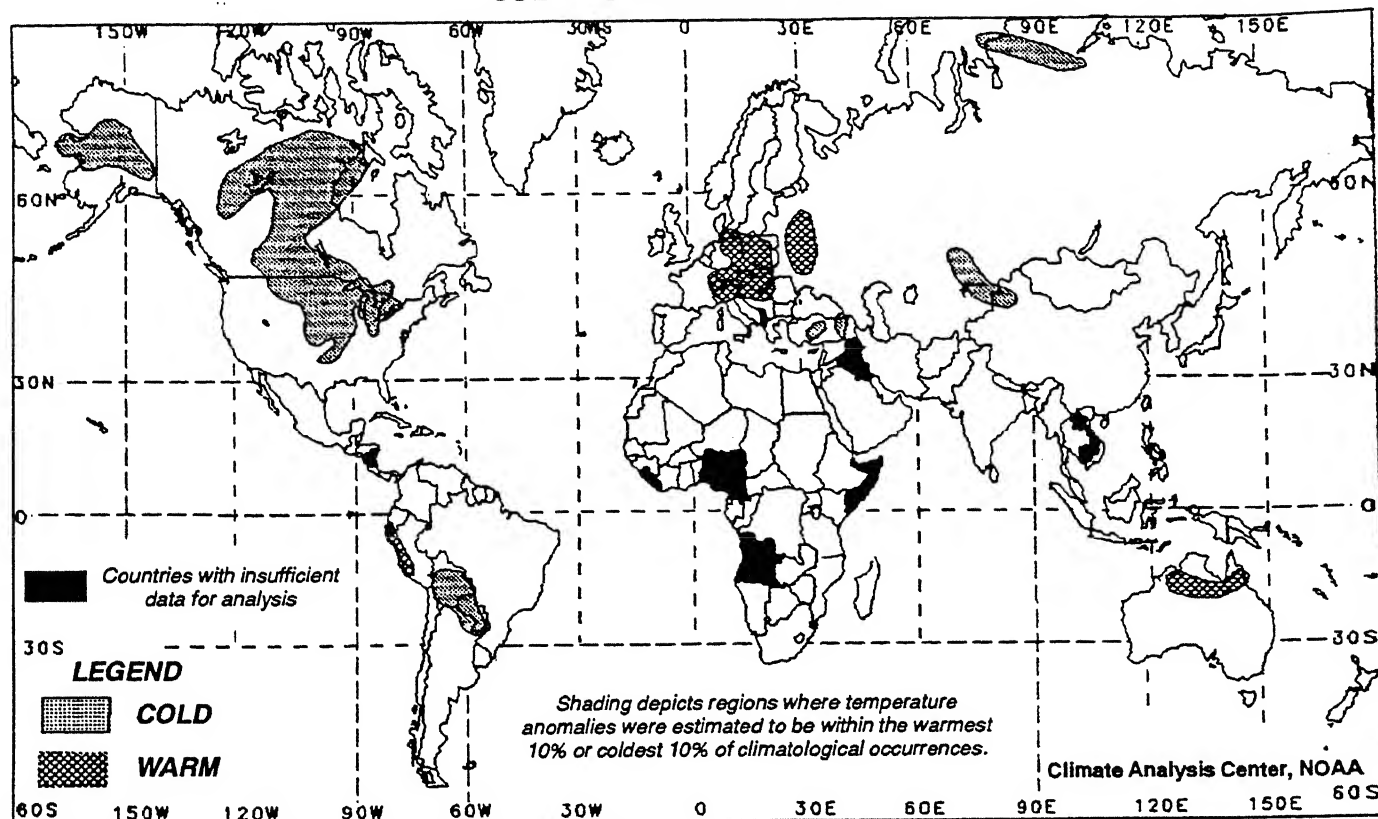 150W 120W 90W 60W 30W 0 30E 60E 90E 120E 150E
60N 60N
30N 30N
0 0
Countries with insufficient
data for analysis
30S 30S
LEGEND
COLD
WARM
Shading depicts regions where temperature
anomalies were estimated to be within the warmest
10% or coldest 10% of climatological occurrences.
Climate Analysis Center, NOAA
60S 60S
150W 120W 90W 60W 30W 0 30E 60E 90E 120E 150E